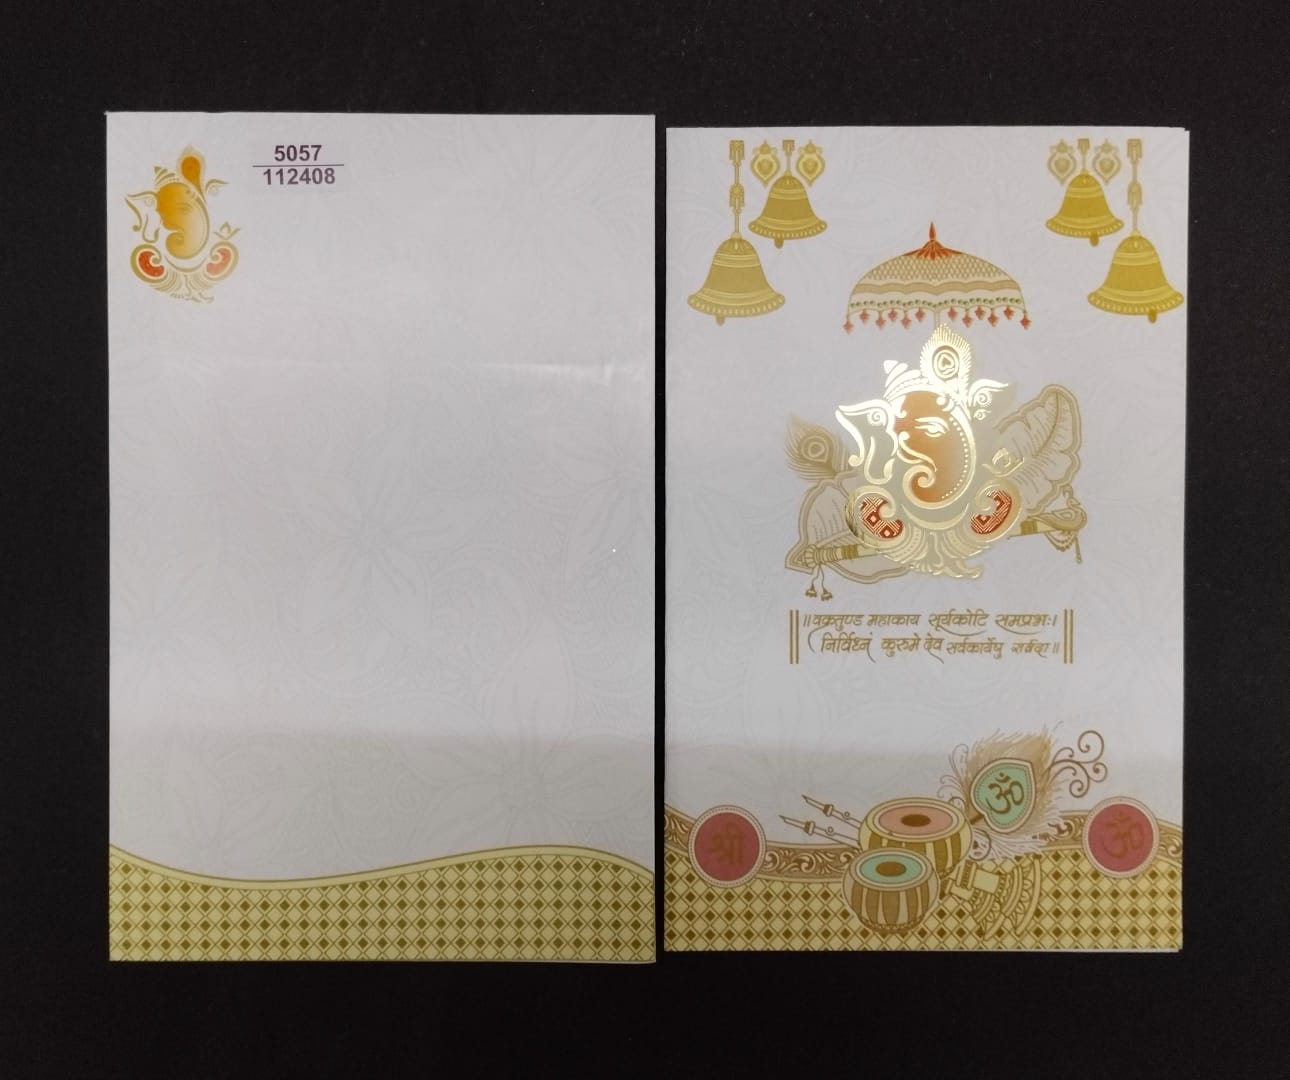 5057
112408
॥ वक्रतुण्ड महाकाय सूर्यकोटि समप्रभः।
निर्विघ्नं कुरुमे देव सर्वकार्येषु सर्वदा॥
ॐ
श्री
ॐ